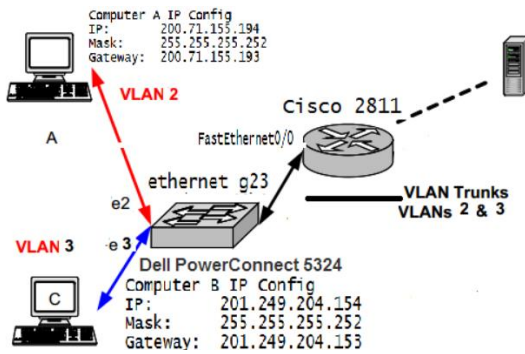 Computer A IP Config
IP: 200.71.155.194
Mask: 255.255.255.252
Gateway: 200.71.155.193
VLAN 2
A
Cisco 2811
FastEthernet0/0
ethernet g23
VLAN Trunks
VLANs 2 & 3
e2
e 3
VLAN 3
Dell PowerConnect 5324
C
Computer B IP Config
IP: 201.249.204.154
Mask: 255.255.255.252
Gateway: 201.249.204.153